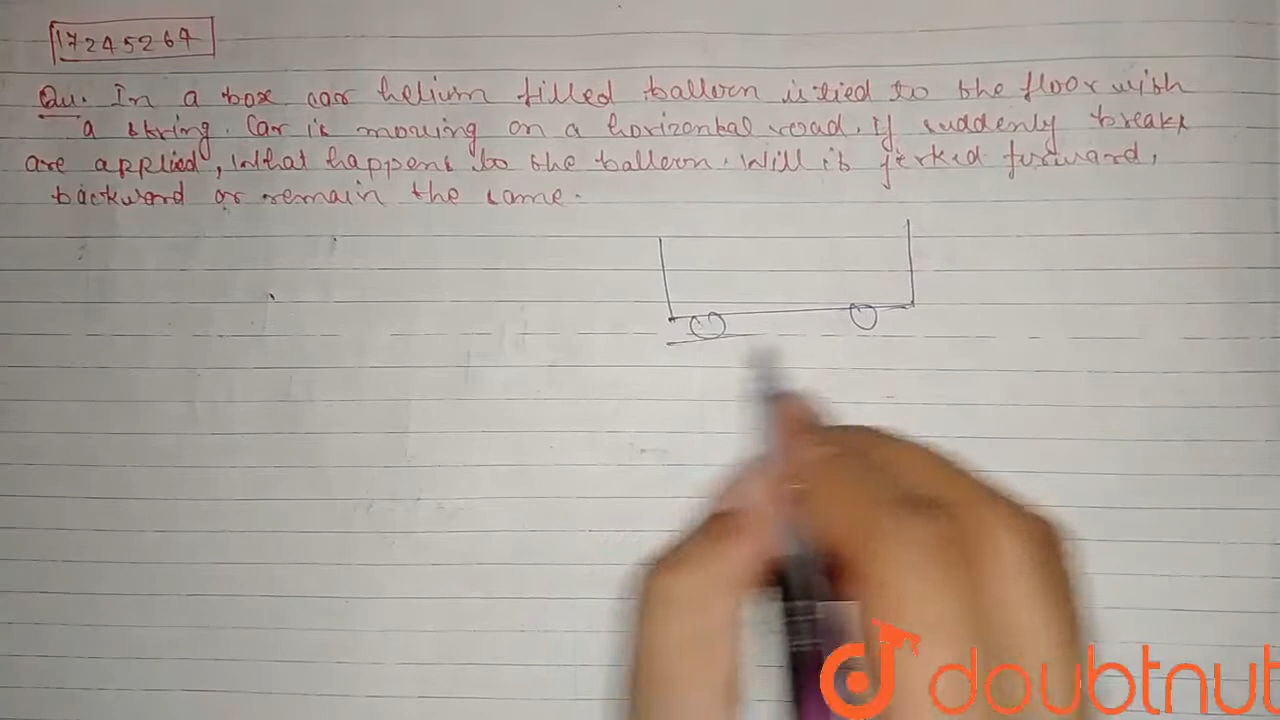 17245264
Qu. In a box car helium filled balloon is tied to the floor with
a string. Car is moving on a horizontal road. If suddenly breaks
are applied, What happens to the balloon. Will it jerked forward,
backward or remain the same.
doubtnut